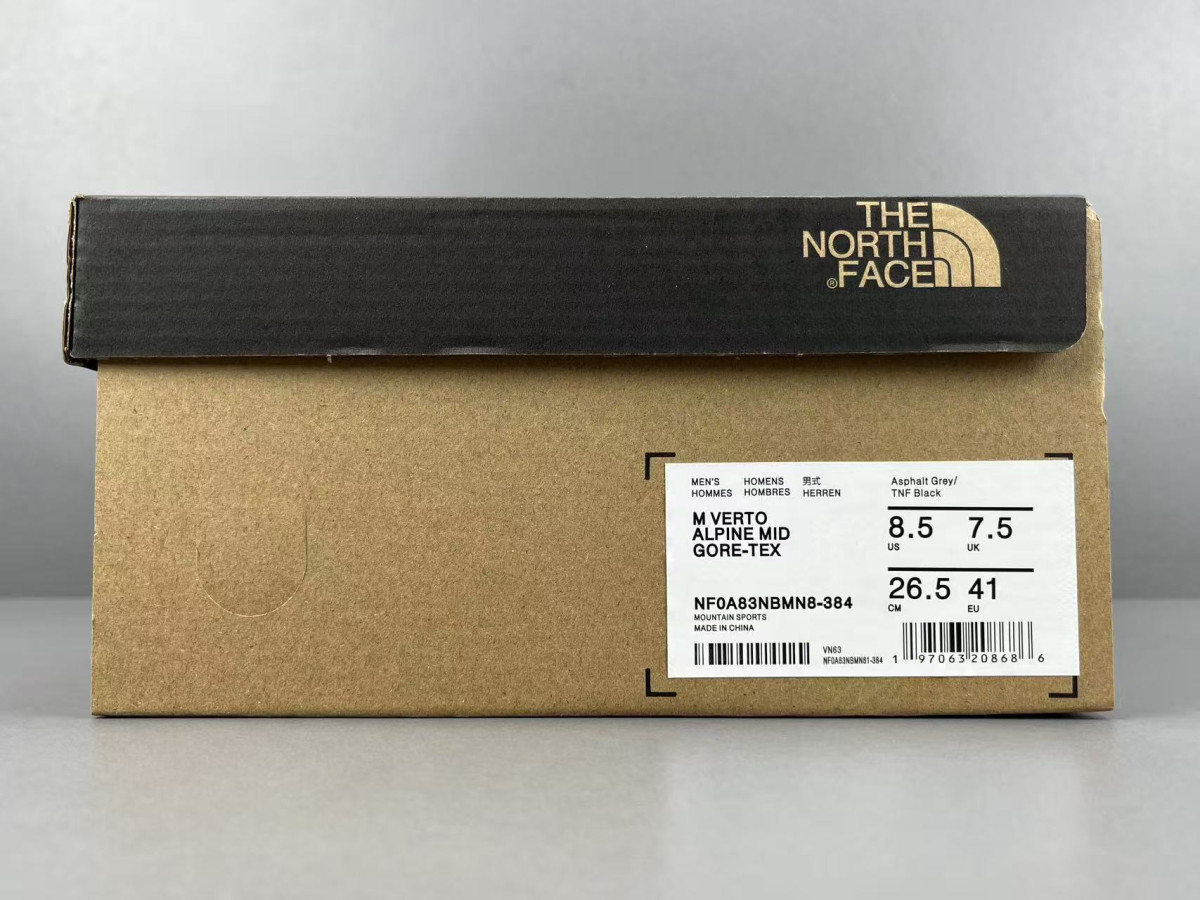 THE
NORTH
® FACE
MEN'S HOMENS 男式
HOMMES HOMBRES HERREN
Asphalt Grey/
TNF Black
M VERTO
ALPINE MID
GORE-TEX
8.5 7.5
US UK
26.5 41
CM EU
NF0A83NBMN8-384
MOUNTAIN SPORTS
MADE IN CHINA
VN63
NF0A83NBMN81-384
1 97063 20868 6